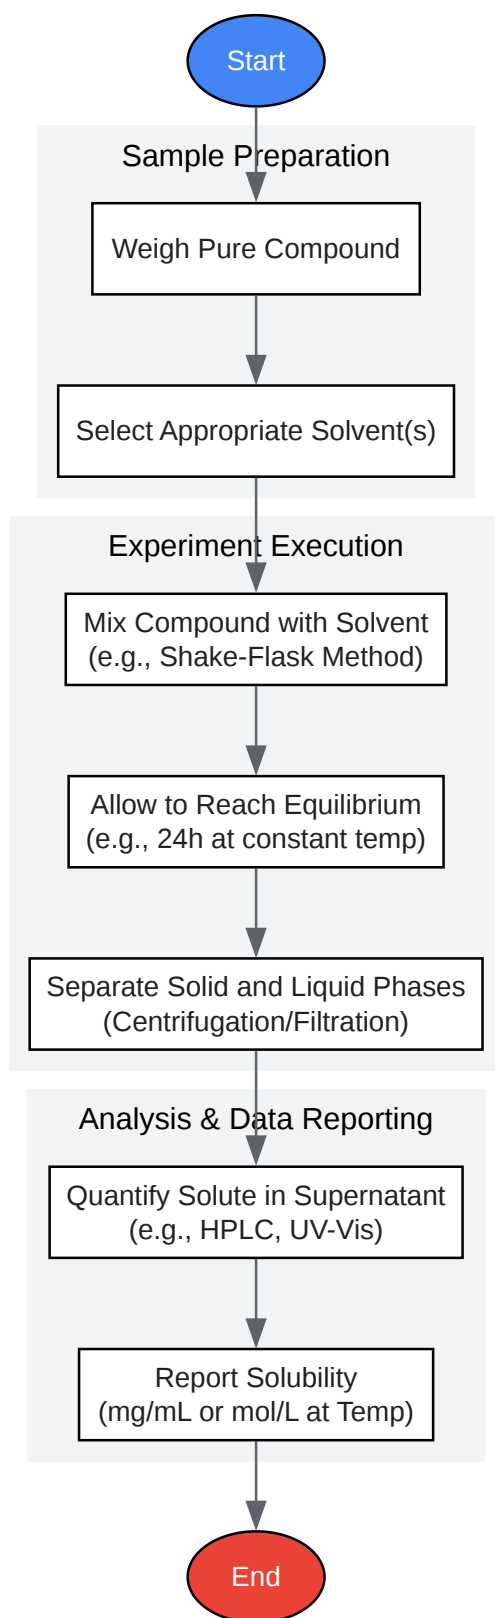 Start
Sample Preparation
Weigh Pure Compound
Select Appropriate Solvent(s)
Experiment Execution
Mix Compound with Solvent
(e.g., Shake-Flask Method)
Allow to Reach Equilibrium
(e.g., 24h at constant temp)
Separate Solid and Liquid Phases
(Centrifugation/Filtration)
Analysis & Data Reporting
Quantify Solute in Supernatant
(e.g., HPLC, UV-Vis)
Report Solubility
(mg/mL or mol/L at Temp)
End